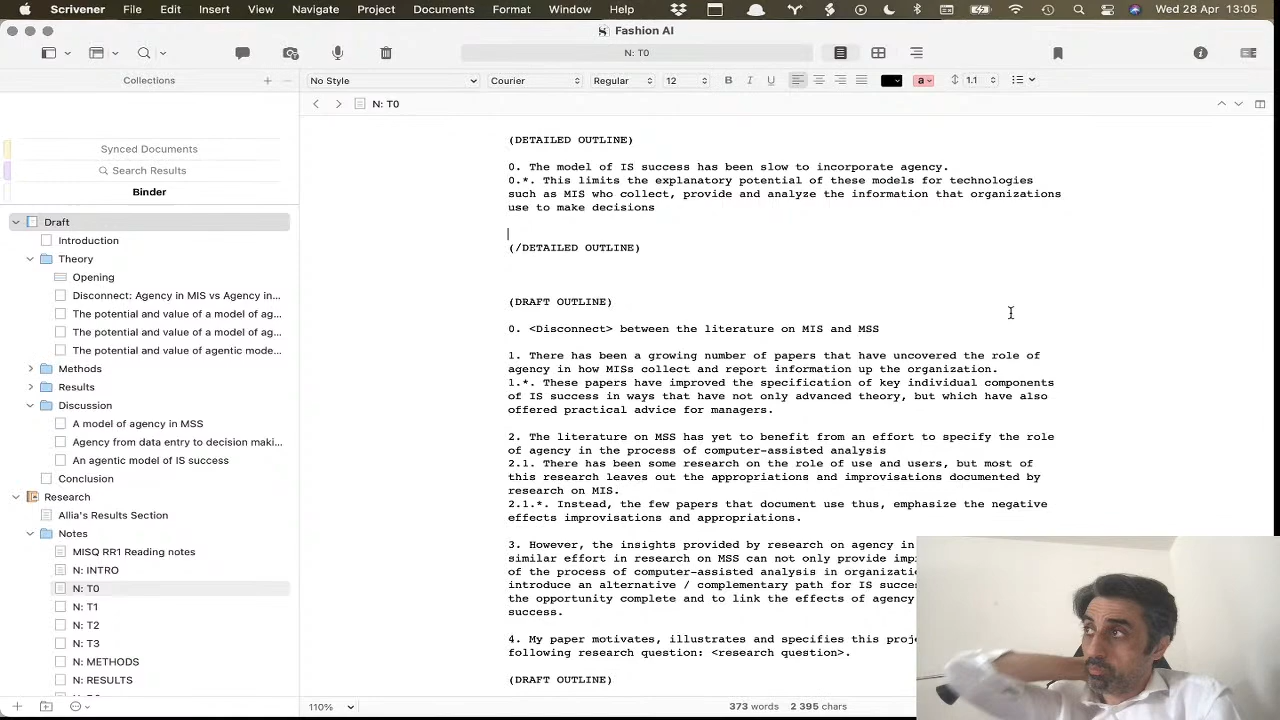 Scrivener File Edit Insert View Navigate Project Documents Format Window Help Wed 28 Apr 13:05
Fashion AI
N: T0
Collections No Style Courier Regular 12 B I U a 1.1
N: T0
Synced Documents
Search Results
Binder
Draft
Introduction
Theory
Opening
Disconnect: Agency in MIS vs Agency in...
The potential and value of a model of ag...
The potential and value of a model of ag...
The potential and value of agentic mode...
Methods
Results
Discussion
A model of agency in MSS
Agency from data entry to decision maki...
An agentic model of IS success
Conclusion
Research
Allia's Results Section
Notes
MISQ RR1 Reading notes
N: INTRO
N: T0
N: T1
N: T2
N: T3
N: METHODS
N: RESULTS
(DETAILED OUTLINE)
0. The model of IS success has been slow to incorporate agency.
0.*. This limits the explanatory potential of these models for technologies
such as MIS who collect, provide and analyze the information that organizations
use to make decisions
(/DETAILED OUTLINE)
(DRAFT OUTLINE)
0. <Disconnect> between the literature on MIS and MSS
1. There has been a growing number of papers that have uncovered the role of
agency in how MISs collect and report information up the organization.
1.*. These papers have improved the specification of key individual components
of IS success in ways that have not only advanced theory, but which have also
offered practical advice for managers.
2. The literature on MSS has yet to benefit from an effort to specify the role
of agency in the process of computer-assisted analysis
2.1. There has been some research on the role of use and users, but most of
this research leaves out the appropriations and improvisations documented by
research on MIS.
2.1.*. Instead, the few papers that document use thus, emphasize the negative
effects improvisations and appropriations.
3. However, the insights provided by research on agency in
similar effort in research on MSS can not only provide imp
of the process of computer-assisted analysis in organizati
introduce an alternative / complementary path for IS succes
the opportunity complete and to link the effects of agency
success.
4. My paper motivates, illustrates and specifies this proje
following research question: <research question>.
(DRAFT OUTLINE)
110% 373 words 2 395 chars